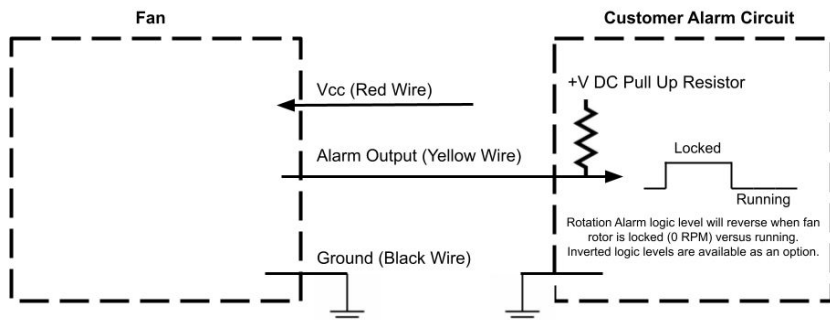 Fan
Customer Alarm Circuit
Vcc (Red Wire)
+V DC Pull Up Resistor
Alarm Output (Yellow Wire)
Locked
Running
Rotation Alarm logic level will reverse when fan
rotor is locked (0 RPM) versus running.
Inverted logic levels are available as an option.
Ground (Black Wire)